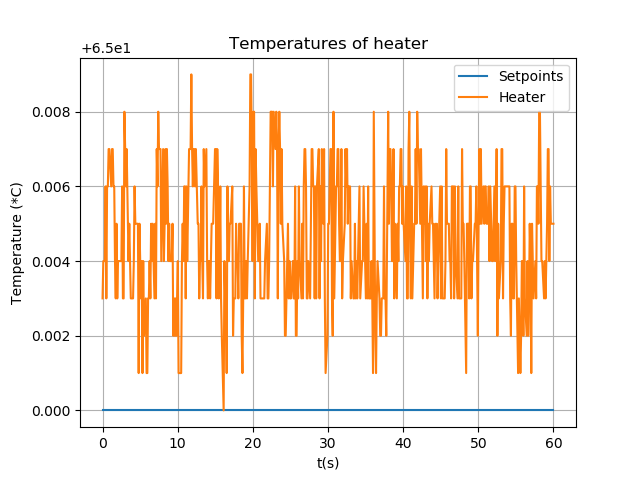 Temperatures of heater
+6.5e1
Setpoints
Heater
0.008
0.006
0.004
0.002
0.000
Temperature (*C)
0 10 20 30 40 50 60
t(s)